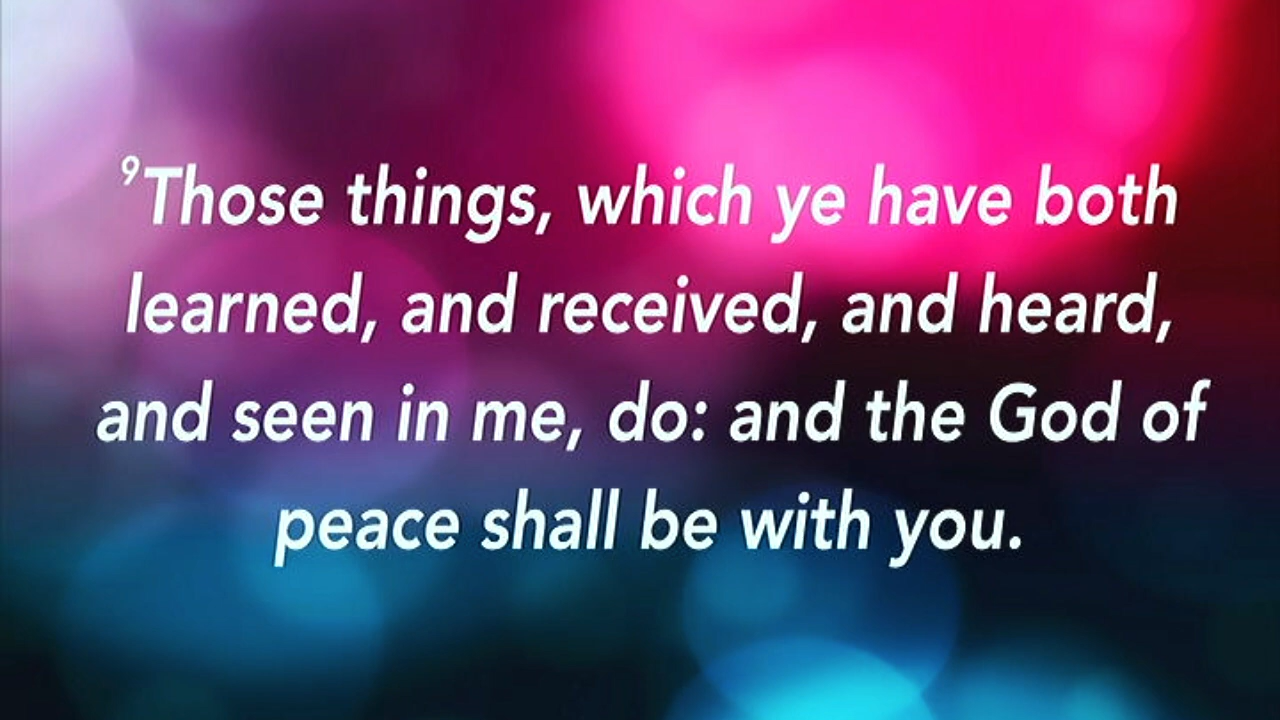 ⁹Those things, which ye have both
learned, and received, and heard,
and seen in me, do: and the God of
peace shall be with you.